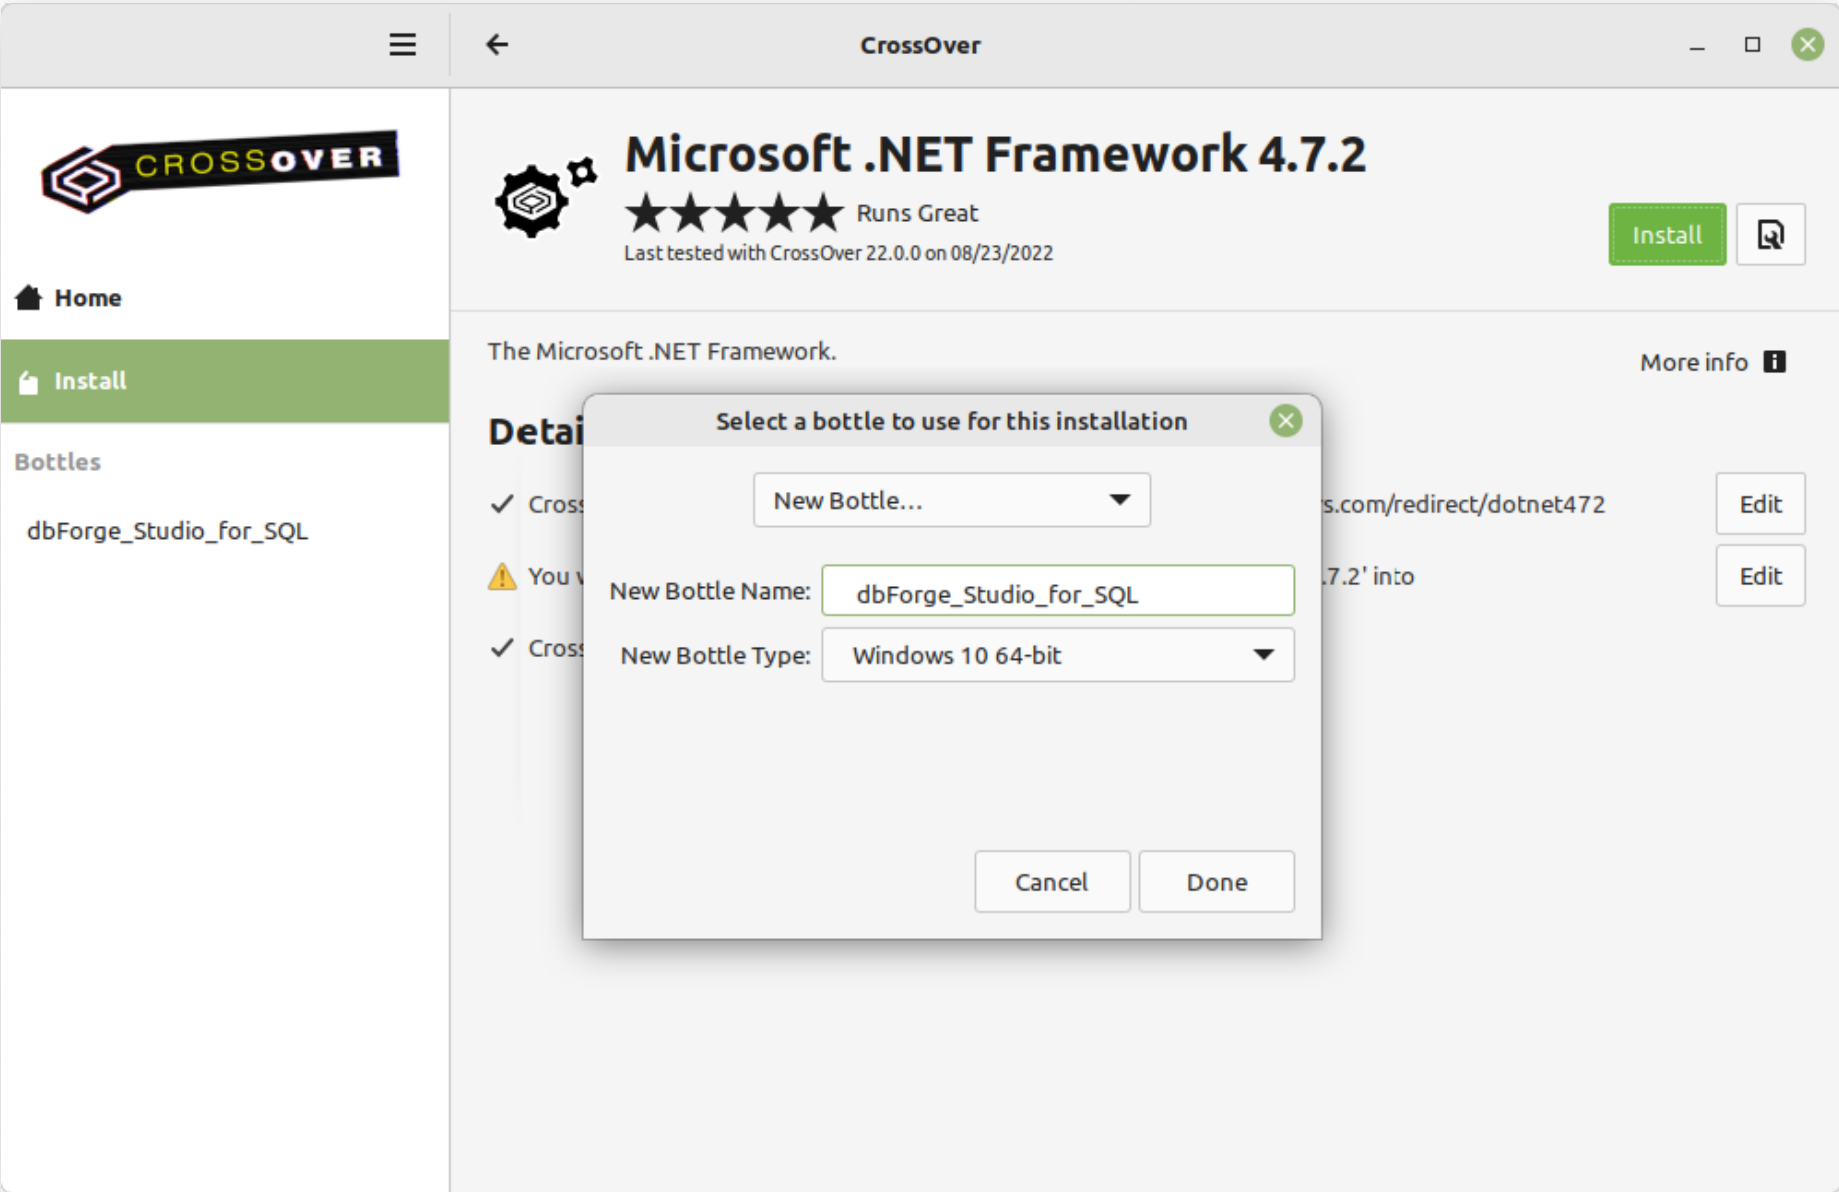 CrossOver
CROSSOVER
Home
Install
Bottles
dbForge_Studio_for_SQL
Microsoft .NET Framework 4.7.2
Runs Great
Last tested with CrossOver 22.0.0 on 08/23/2022
Install
The Microsoft .NET Framework.
More info
Detai
Select a bottle to use for this installation
New Bottle...
Cross
s.com/redirect/dotnet472
Edit
You
.7.2' into
Edit
New Bottle Name: dbForge_Studio_for_SQL
Cross
New Bottle Type: Windows 10 64-bit
Cancel
Done